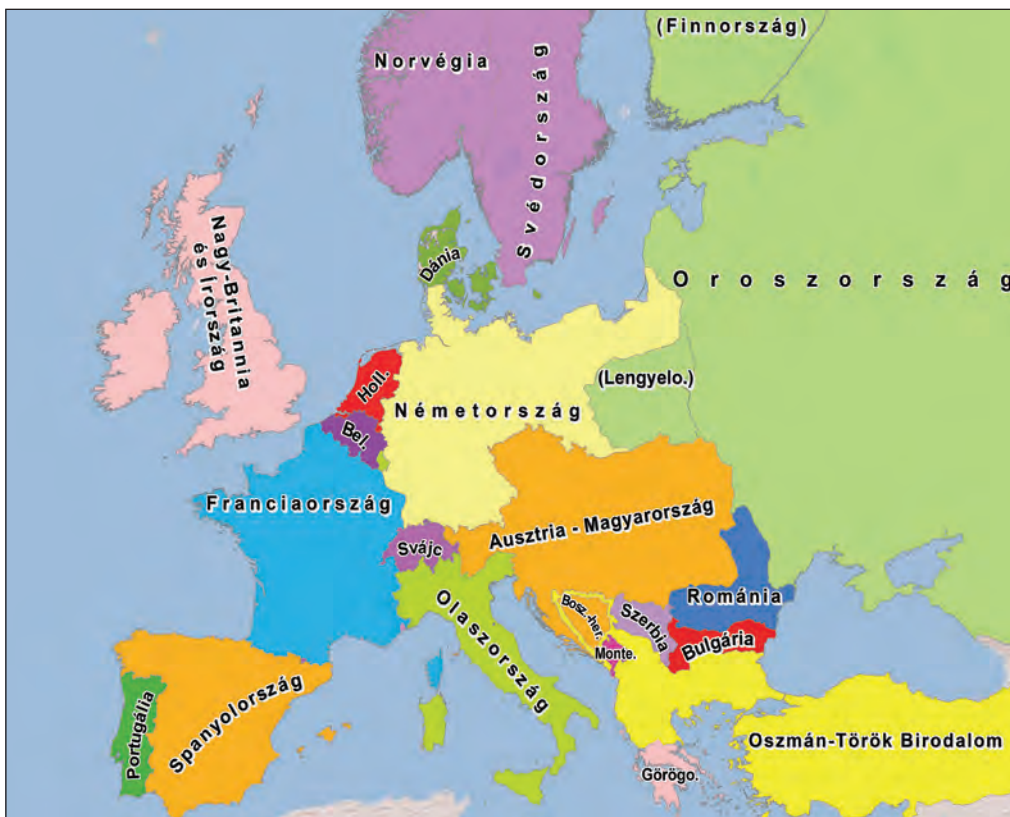 (Finnország)
Norvégia
Svédország
Dánia
Nagy-Britannia
és Írország
Oroszország
Holl.
(Lengyelo.)
Németország
Bel.
Franciaország
Ausztria - Magyarország
Svájc
Románia
Olaszország
Bosz.-her.
Szerbia
Bulgária
Monte.
Portugália
Spanyolország
Oszmán-Török Birodalom
Görögo.